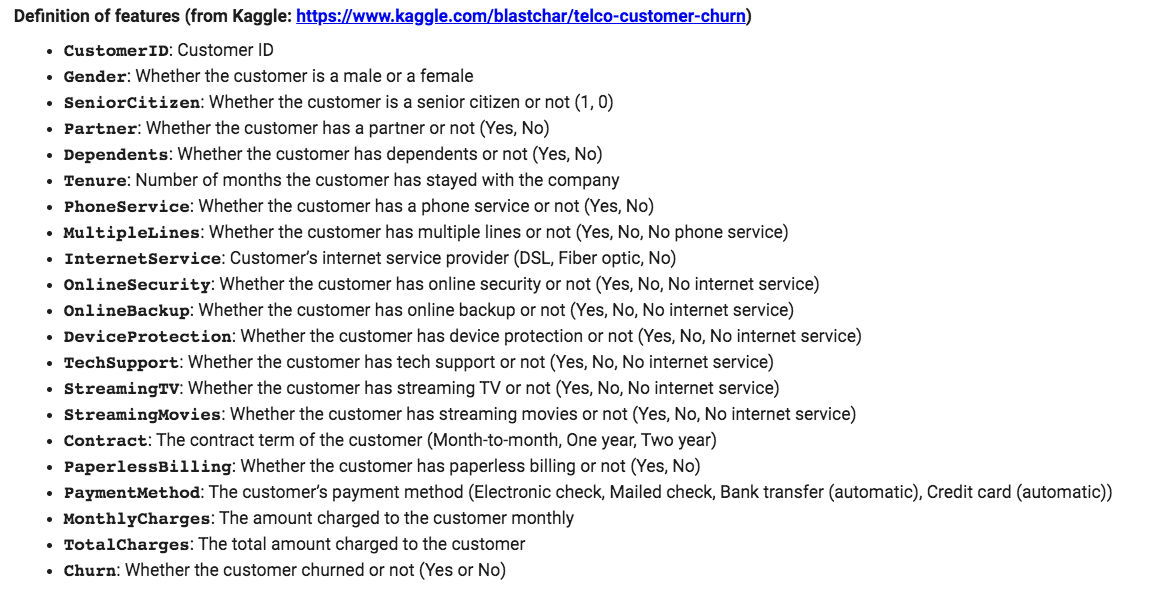 Definition of features (from Kaggle: https://www.kaggle.com/blastchar/telco-customer-churn)
• CustomerID: Customer ID
• Gender: Whether the customer is a male or a female
• SeniorCitizen: Whether the customer is a senior citizen or not (1, 0)
• Partner: Whether the customer has a partner or not (Yes, No)
• Dependents: Whether the customer has dependents or not (Yes, No)
• Tenure: Number of months the customer has stayed with the company
• PhoneService: Whether the customer has a phone service or not (Yes, No)
• MultipleLines: Whether the customer has multiple lines or not (Yes, No, No phone service)
• InternetService: Customer’s internet service provider (DSL, Fiber optic, No)
• OnlineSecurity: Whether the customer has online security or not (Yes, No, No internet service)
• OnlineBackup: Whether the customer has online backup or not (Yes, No, No internet service)
• DeviceProtection: Whether the customer has device protection or not (Yes, No, No internet service)
• TechSupport: Whether the customer has tech support or not (Yes, No, No internet service)
• StreamingTV: Whether the customer has streaming TV or not (Yes, No, No internet service)
• StreamingMovies: Whether the customer has streaming movies or not (Yes, No, No internet service)
• Contract: The contract term of the customer (Month-to-month, One year, Two year)
• PaperlessBilling: Whether the customer has paperless billing or not (Yes, No)
• PaymentMethod: The customer’s payment method (Electronic check, Mailed check, Bank transfer (automatic), Credit card (automatic))
• MonthlyCharges: The amount charged to the customer monthly
• TotalCharges: The total amount charged to the customer
• Churn: Whether the customer churned or not (Yes or No)